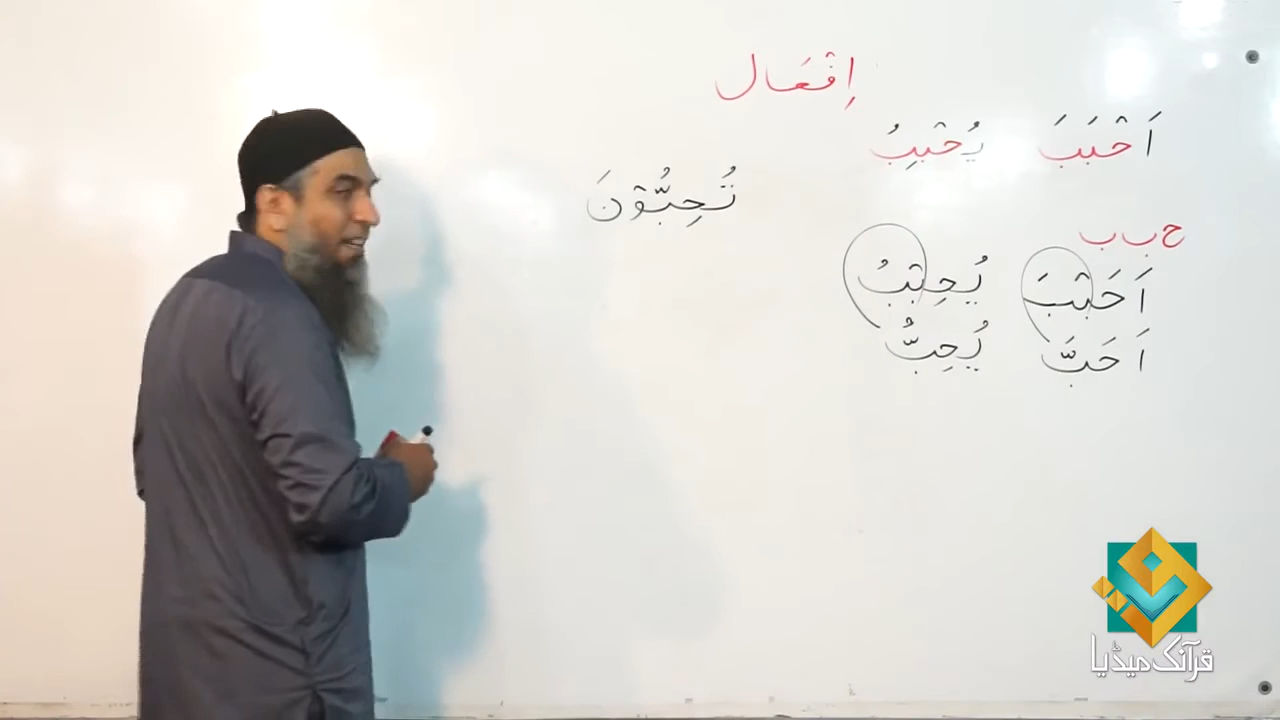 اِفْعَال
اَحْبَبَ يُحْبِبُ
تُحِبُّوْنَ
ح ب ب
اَحَبْبَ يُحِبْبُ
اَحَبَّ يُحِبُّ
قرآنک میڈیا